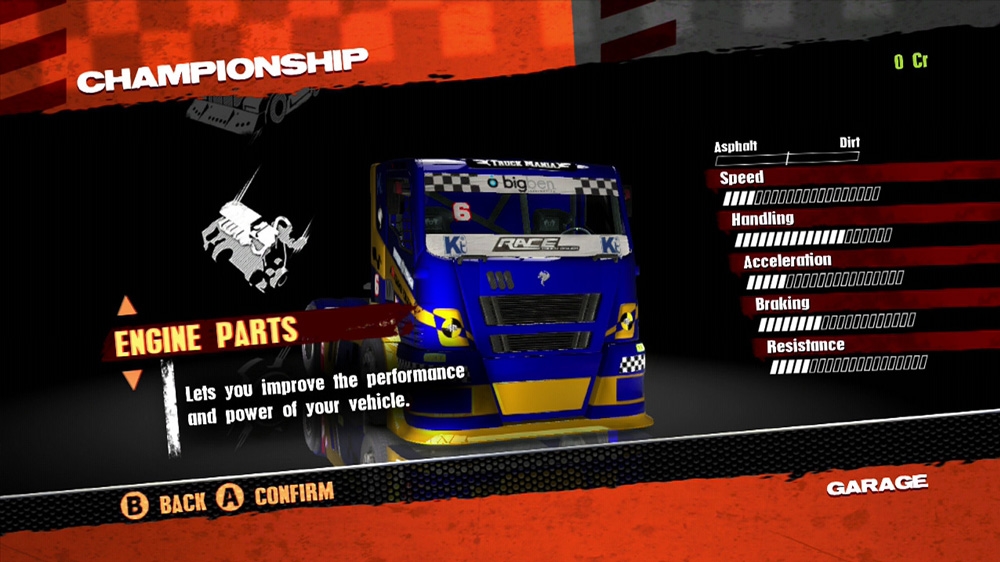 CHAMPIONSHIP
0 Cr
Asphalt Dirt
Speed
Handling
Acceleration
Braking
Resistance
TRUCK MANIA
bigben
6
K
RACE
K
6
ENGINE PARTS
Lets you improve the performance
and power of your vehicle.
B BACK A CONFIRM
GARAGE